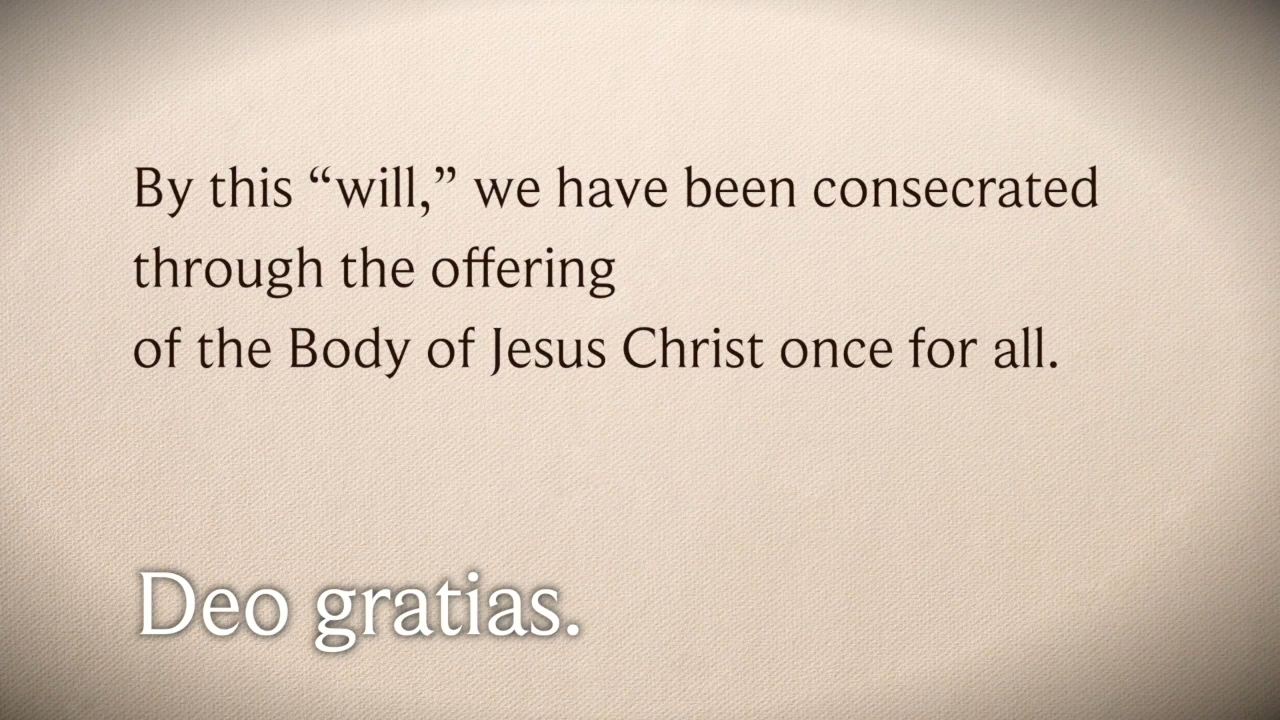 By this “will,” we have been consecrated
through the offering
of the Body of Jesus Christ once for all.
Deo gratias.